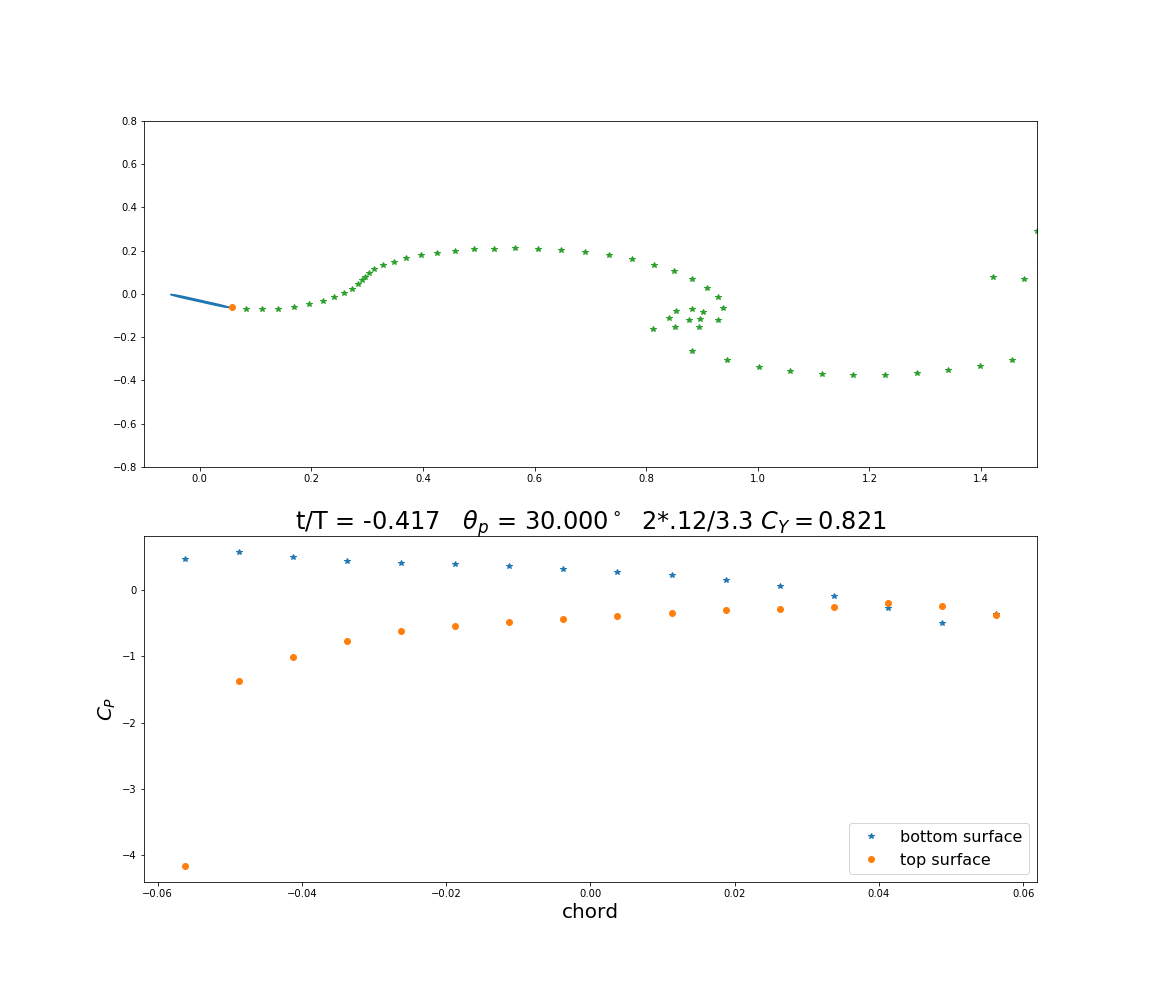 0.8
0.6
0.4
0.2
0.0
−0.2
−0.4
−0.6
−0.8
0.0 0.2 0.4 0.6 0.8 1.0 1.2 1.4
t/T = -0.417 θp = 30.000° 2*.12/3.3 CY = 0.821
0
−1
−2
−3
−4
CP
bottom surface
top surface
−0.06 −0.04 −0.02 0.00 0.02 0.04 0.06
chord